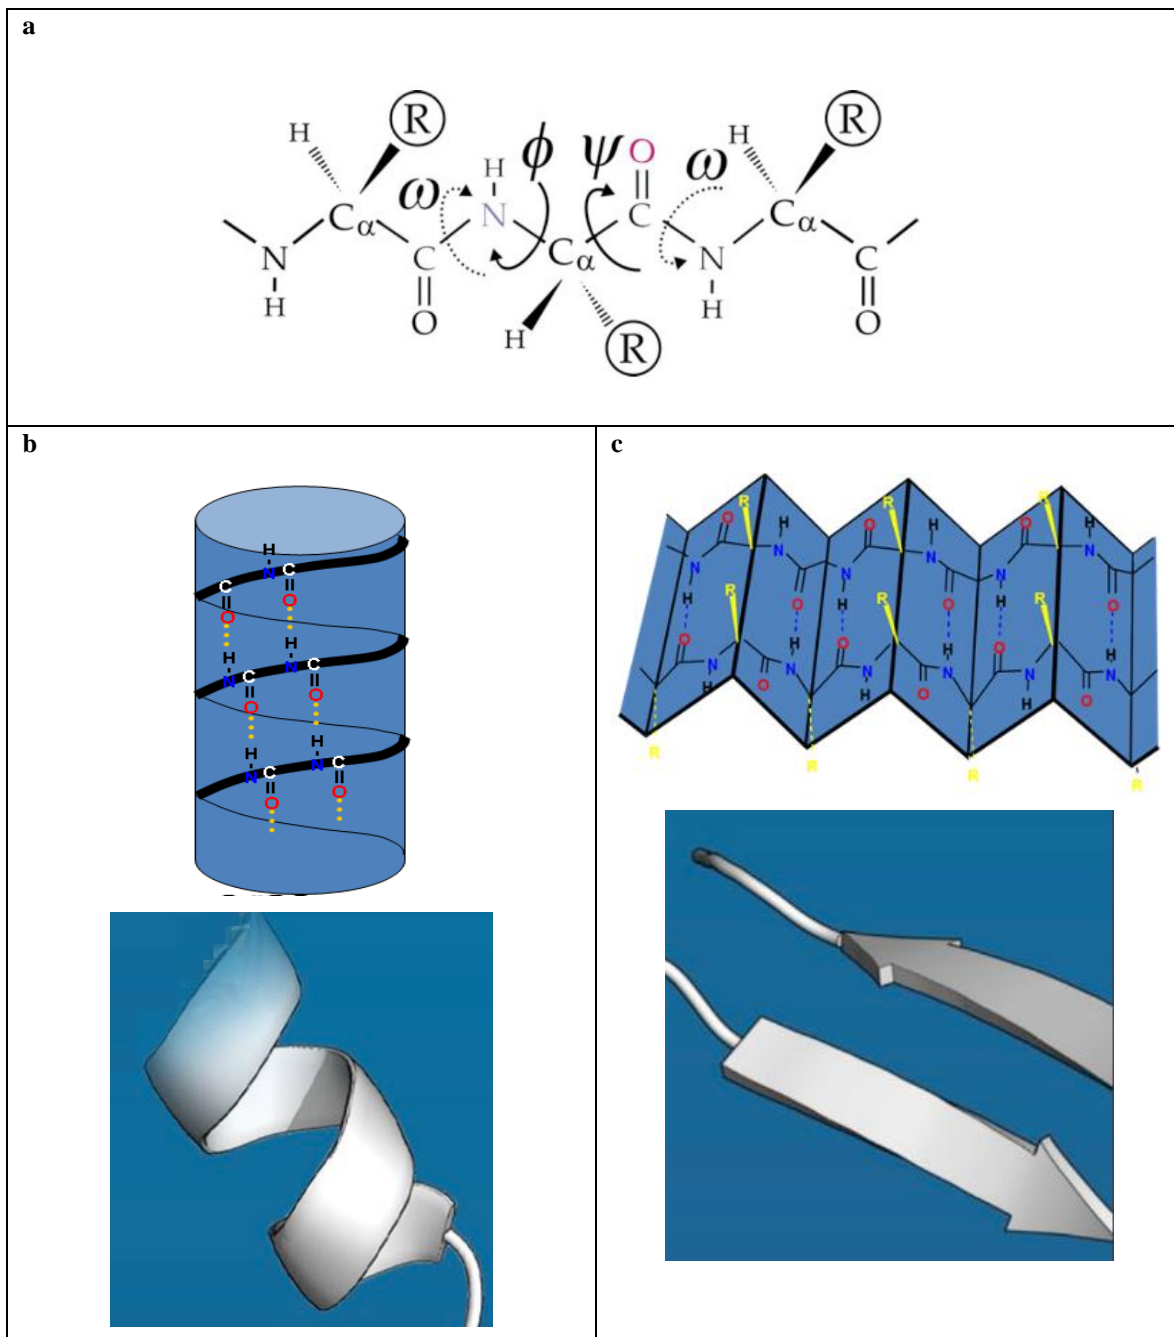 a
R R
H φ ψ O ω H
ω H
Cα N C Cα
N C Cα N C
H O H O
H R
b
H
C N C
O O
H H
N C N C
O O
H H
N C N C
O O
c
R R R
O H O H O H
N N N N N N
H O H O H O
R R R
O H O H O H
N N N N N N
H O H O H O
R R R R